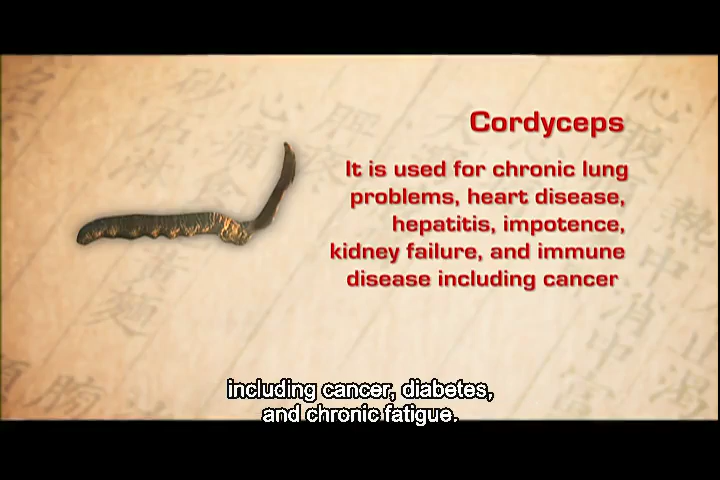 Cordyceps
It is used for chronic lung
problems, heart disease,
hepatitis, impotence,
kidney failure, and immune
disease including cancer
including cancer, diabetes,
and chronic fatigue.